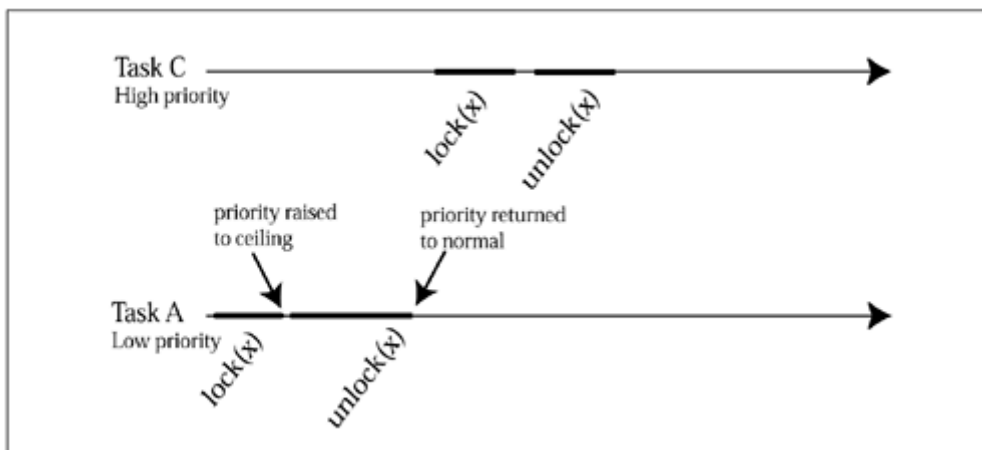 Task C
High priority
lock(x)
unlock(x)
priority raised
to ceiling
priority returned
to normal
Task A
Low priority
lock(x)
unlock(x)